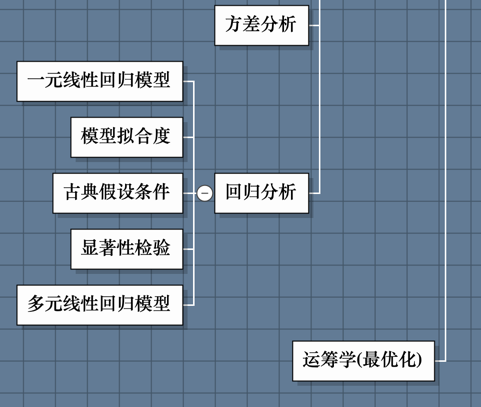 方差分析
一元线性回归模型
模型拟合度
古典假设条件
回归分析
显著性检验
多元线性回归模型
运筹学(最优化)